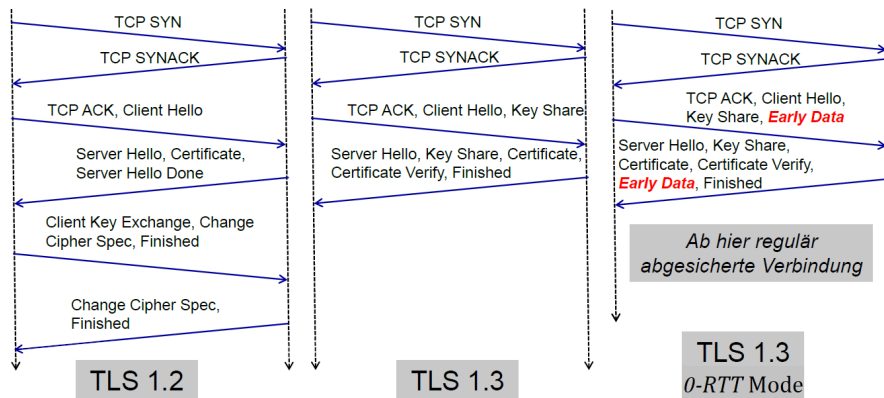 TCP SYN
TCP SYNACK
TCP ACK, Client Hello
Server Hello, Certificate,
Server Hello Done
Client Key Exchange, Change
Cipher Spec, Finished
Change Cipher Spec,
Finished
TLS 1.2
TCP SYN
TCP SYNACK
TCP ACK, Client Hello, Key Share
Server Hello, Key Share, Certificate,
Certificate Verify, Finished
TLS 1.3
TCP SYN
TCP SYNACK
TCP ACK, Client Hello,
Key Share, Early Data
Server Hello, Key Share,
Certificate, Certificate Verify,
Early Data, Finished
Ab hier regulär
abgesicherte Verbindung
TLS 1.3
0-RTT Mode